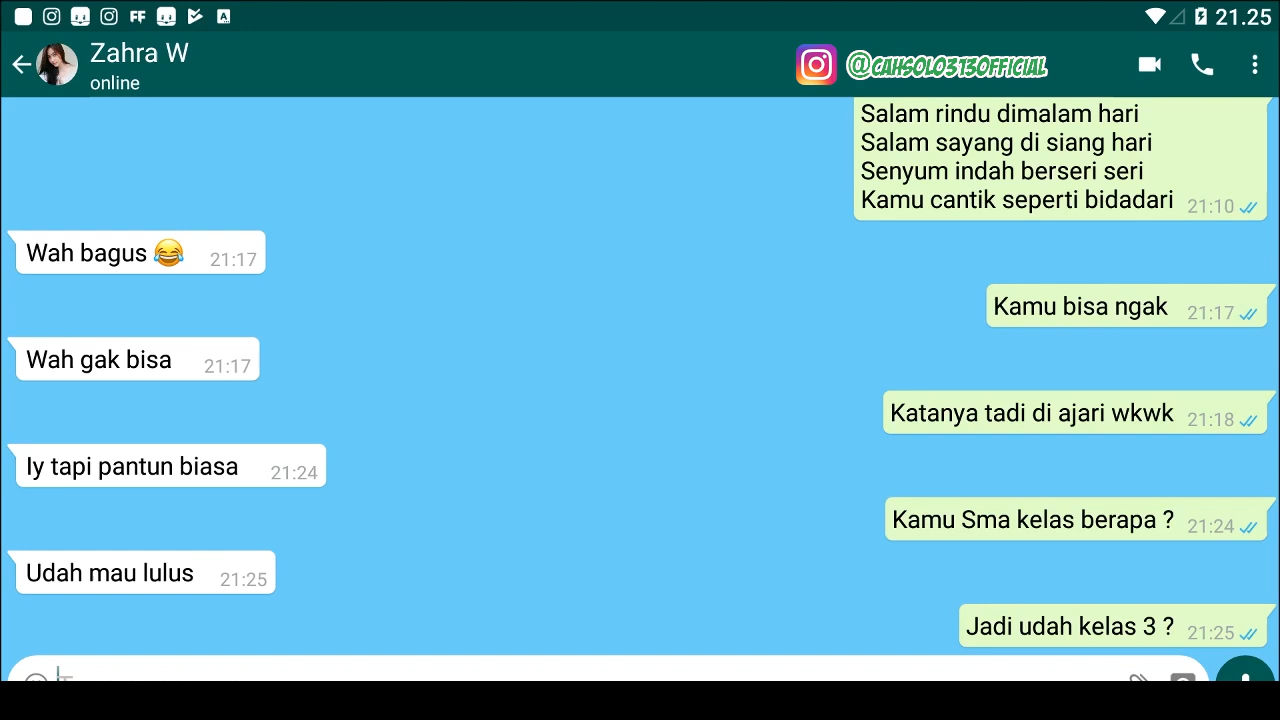 FF
A
21.25
Zahra W
online
@CAHSOLO313OFFICIAL
Salam rindu dimalam hari
Salam sayang di siang hari
Senyum indah berseri seri
Kamu cantik seperti bidadari 21:10
Wah bagus 😂 21:17
Kamu bisa ngak 21:17
Wah gak bisa 21:17
Katanya tadi di ajari wkwk 21:18
Iy tapi pantun biasa 21:24
Kamu Sma kelas berapa ? 21:24
Udah mau lulus 21:25
Jadi udah kelas 3 ? 21:25